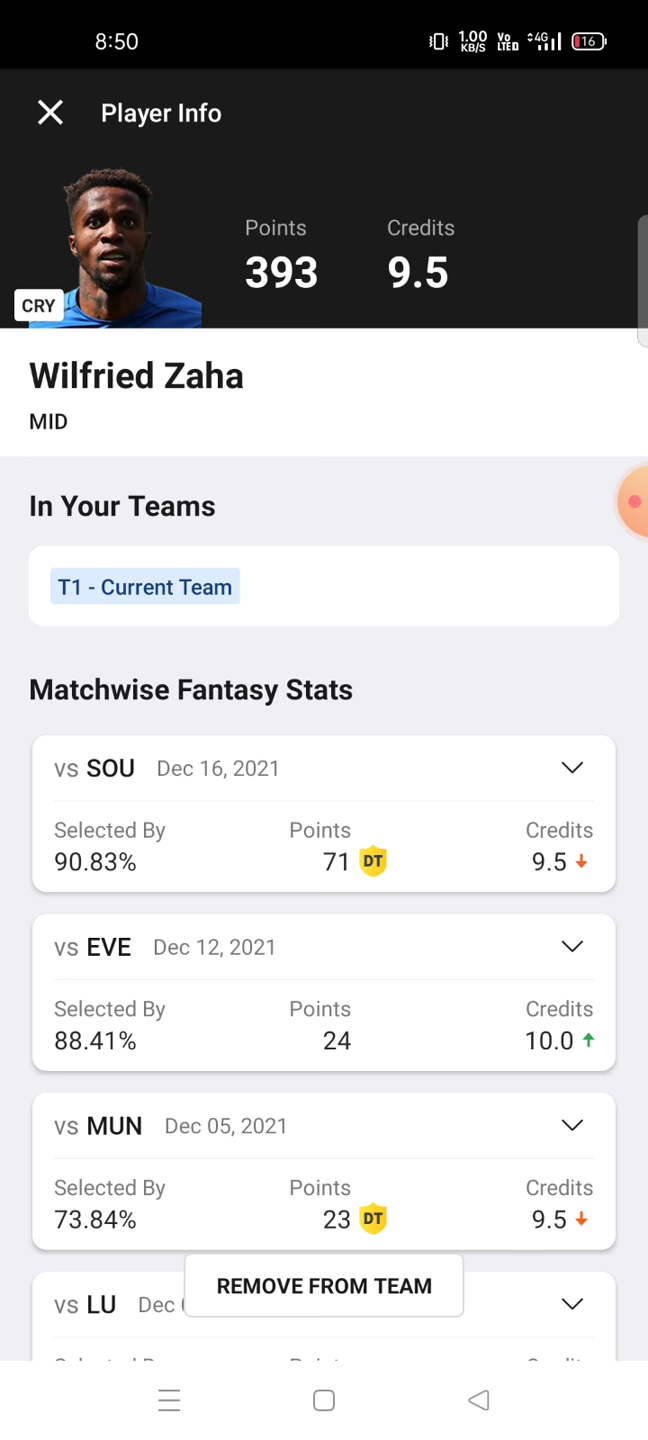 8:50
1.00 KB/S
Vo LTE
4G
16
Player Info
Points
Credits
393
9.5
CRY
Wilfried Zaha
MID
In Your Teams
T1 - Current Team
Matchwise Fantasy Stats
vs SOU Dec 16, 2021
Selected By Points Credits
90.83% 71 DT 9.5
vs EVE Dec 12, 2021
Selected By Points Credits
88.41% 24 10.0
vs MUN Dec 05, 2021
Selected By Points Credits
73.84% 23 DT 9.5
REMOVE FROM TEAM
vs LU Dec